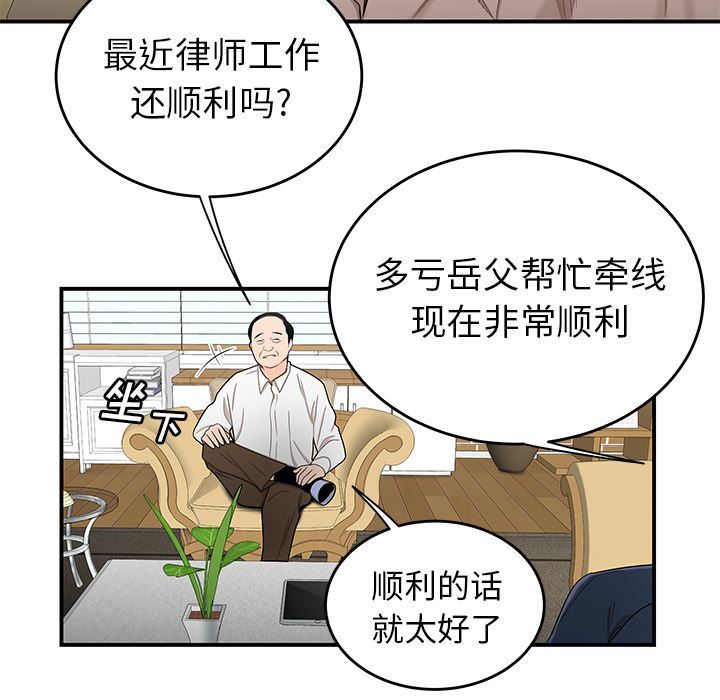 最近律师工作
还顺利吗?
多亏岳父帮忙牵线
现在非常顺利
坐下
顺利的话
就太好了